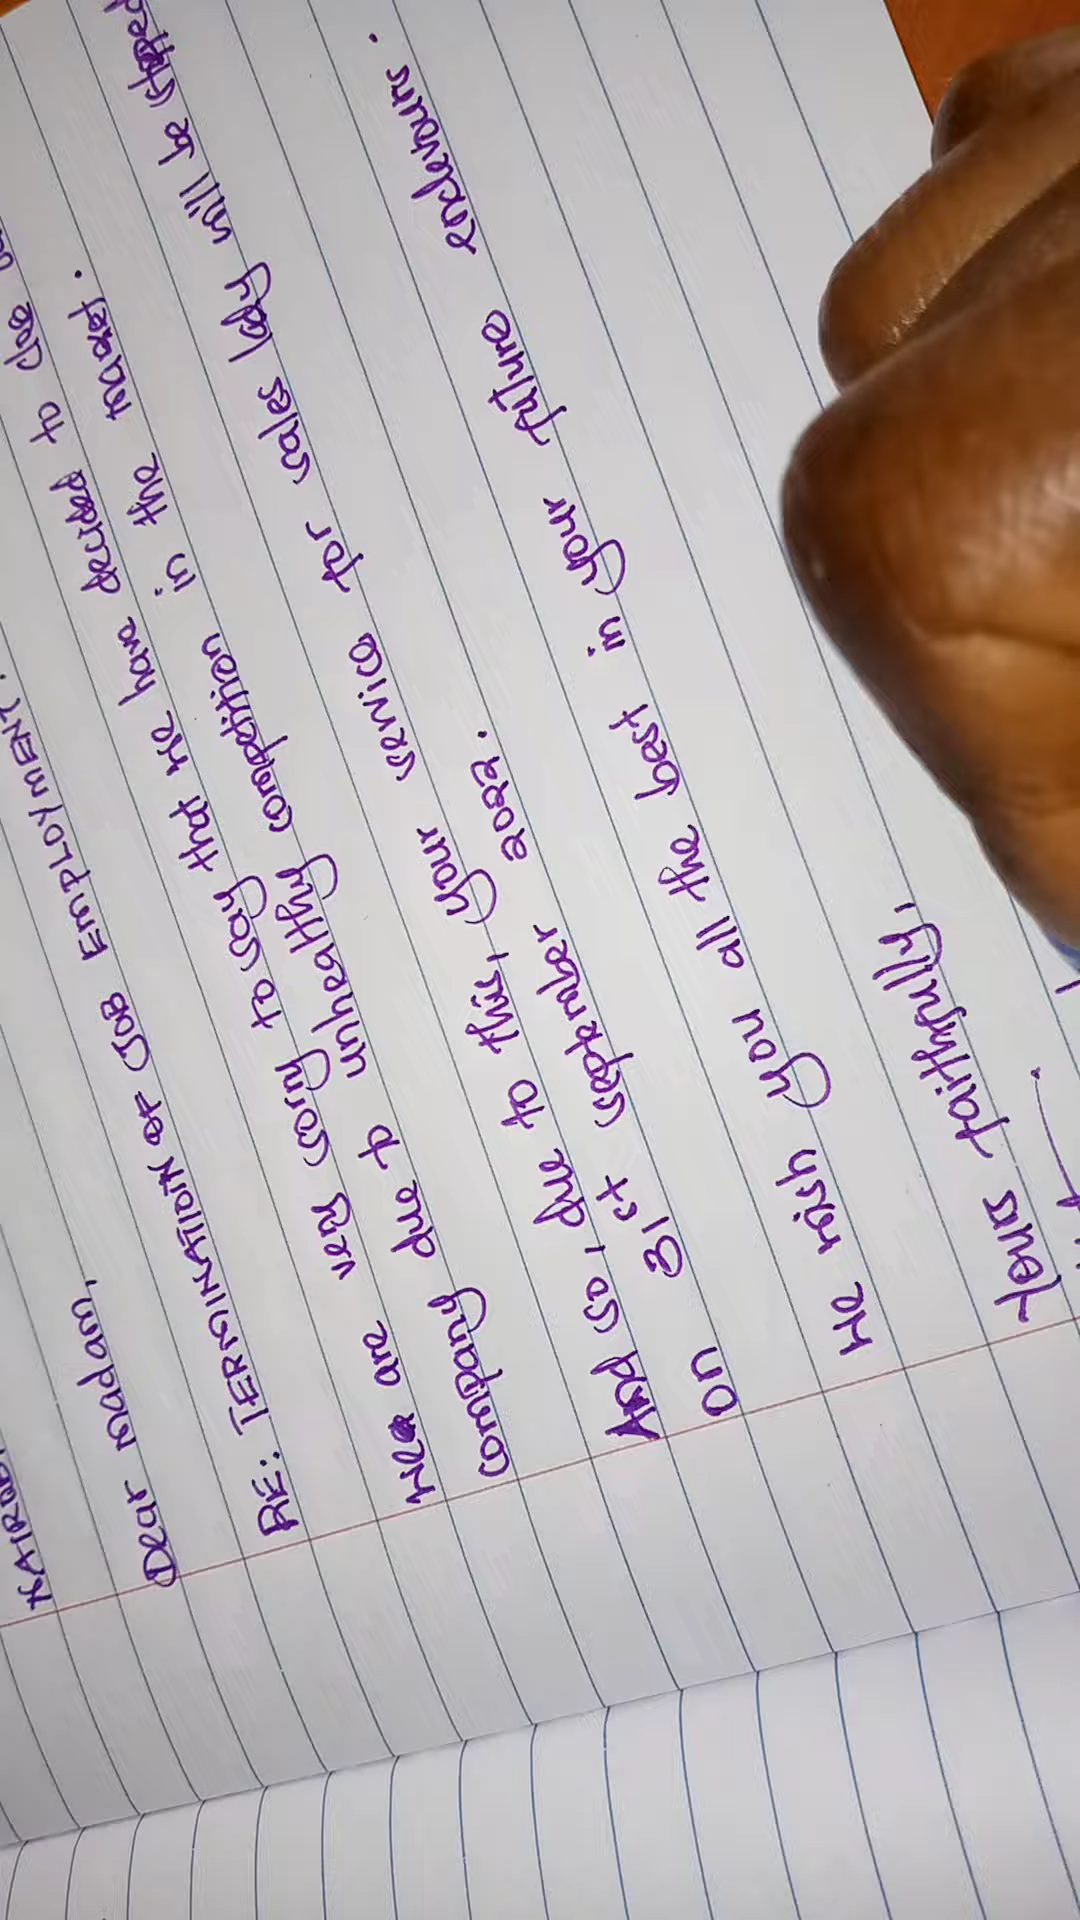 Dear madam,
RE: TERMINATION OF JOB EMPLOYMENT.
We are very sorry to say that we have decided to close
company due to unhealthy competition in the market.
And so, due to this, your service for sales lady will be stopped
on 31st september 2022.
We wish you all the best in your future endevours.
Yours faithfully,